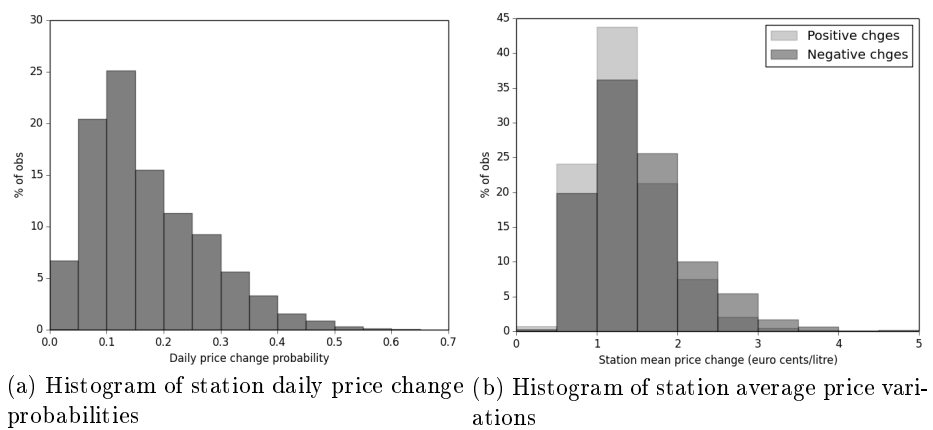 30
25
20
15
10
5
0
% of obs
0.0 0.1 0.2 0.3 0.4 0.5 0.6 0.7
Daily price change probability
(a) Histogram of station daily price change
probabilities
45
40
35
30
25
20
15
10
5
0
% of obs
Positive chges
Negative chges
0 1 2 3 4 5
Station mean price change (euro cents/litre)
(b) Histogram of station average price vari-
ations